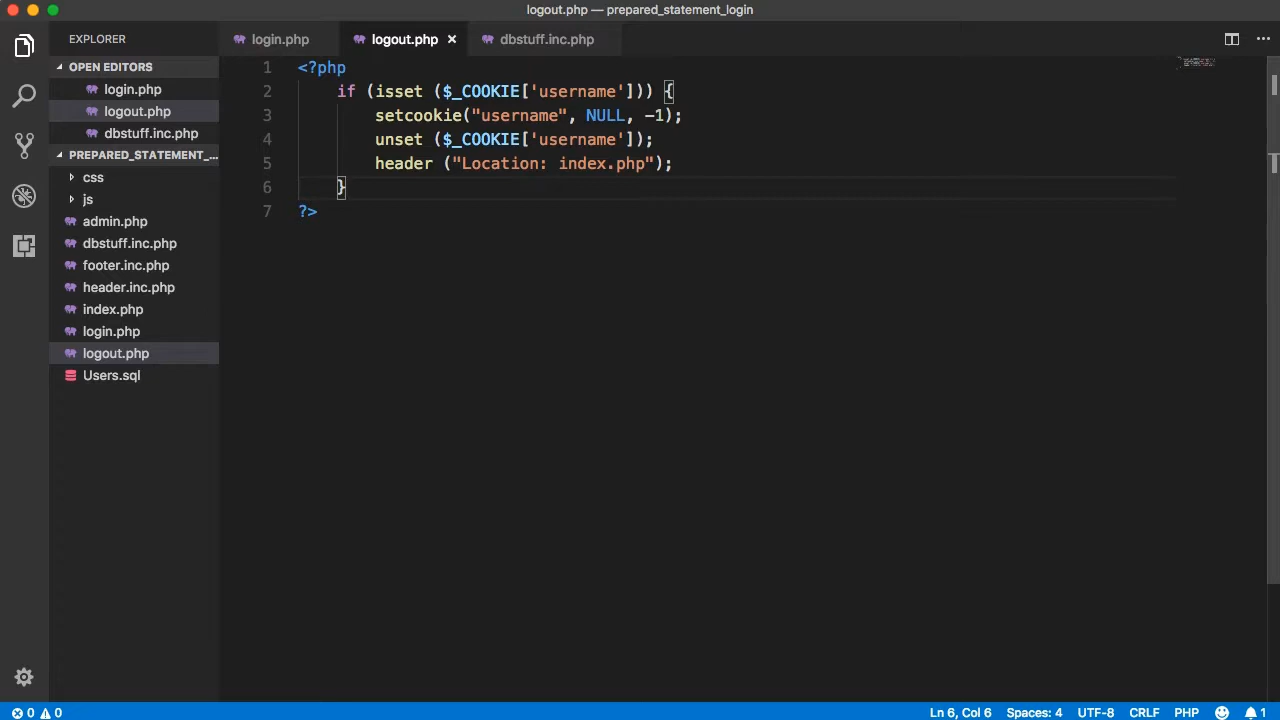 logout.php — prepared_statement_login
EXPLORER
OPEN EDITORS
login.php
logout.php
dbstuff.inc.php
PREPARED_STATEMENT_...
css
js
admin.php
dbstuff.inc.php
footer.inc.php
header.inc.php
index.php
login.php
logout.php
Users.sql
login.php logout.php dbstuff.inc.php
1 <?php
2 if (isset ($_COOKIE['username'])) {
3 setcookie("username", NULL, -1);
4 unset ($_COOKIE['username']);
5 header ("Location: index.php");
6 }
7 ?>
0 0 Ln 6, Col 6 Spaces: 4 UTF-8 CRLF PHP 1